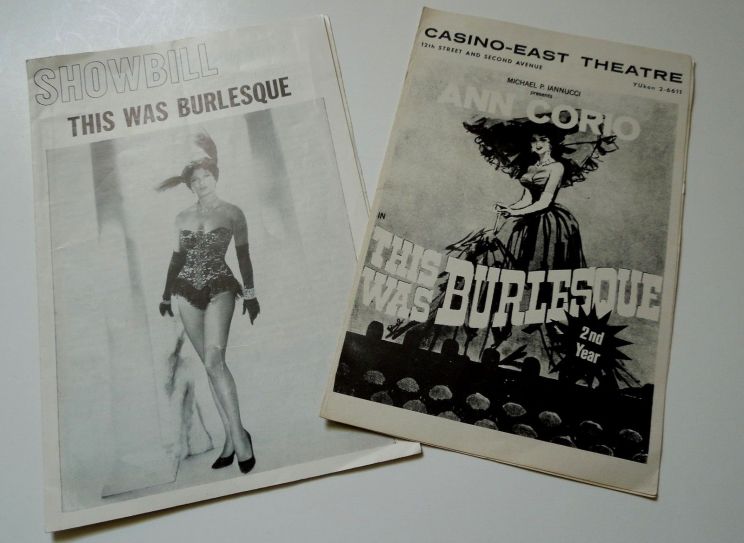 SHOWBILL
THIS WAS BURLESQUE
CASINO-EAST THEATRE
12th STREET AND SECOND AVENUE
YUkon 2-6611
MICHAEL P. IANNUCCI
presents
ANN CORIO
IN
THIS
WAS BURLESQUE
2nd
Year